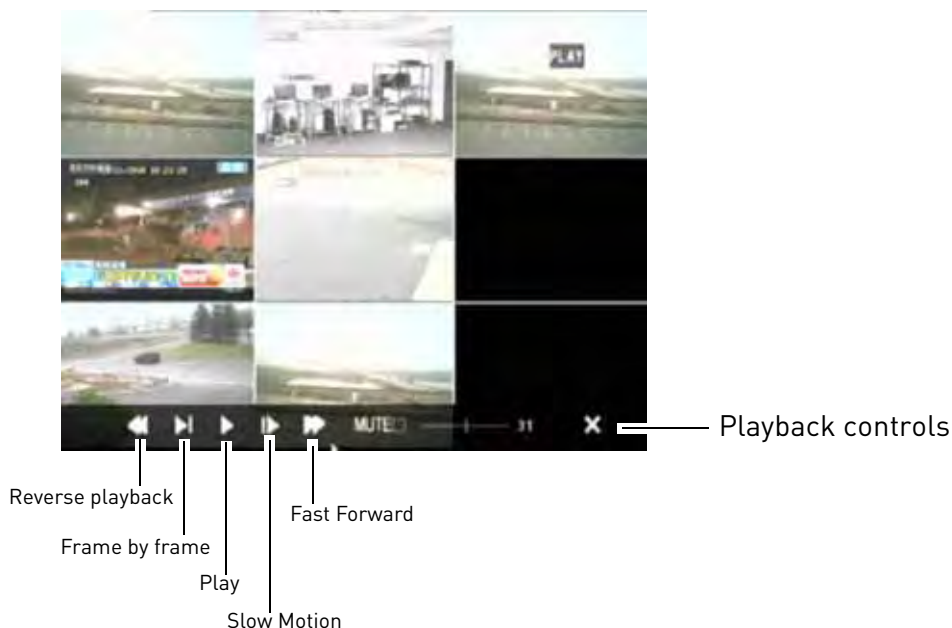 PLAY
MUTE
31
Playback controls
Reverse playback
Fast Forward
Frame by frame
Play
Slow Motion